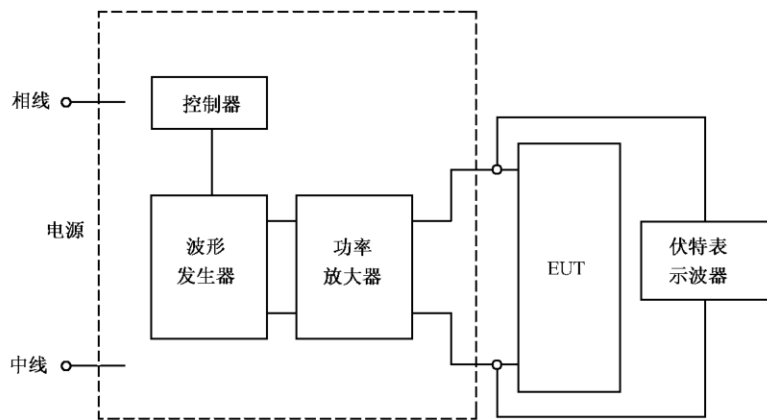 相线
控制器
电源
波形
发生器
功率
放大器
EUT
伏特表
示波器
中线